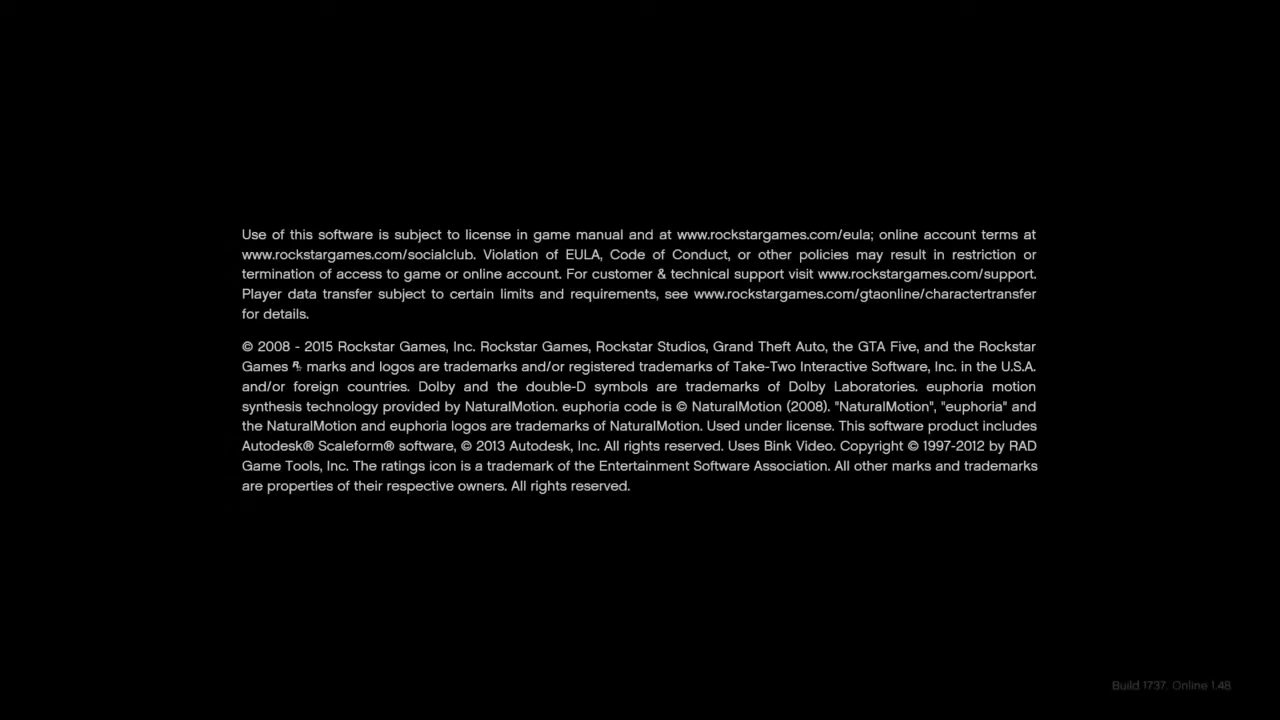 Use of this software is subject to license in game manual and at www.rockstargames.com/eula; online account terms at
www.rockstargames.com/socialclub. Violation of EULA, Code of Conduct, or other policies may result in restriction or
termination of access to game or online account. For customer & technical support visit www.rockstargames.com/support.
Player data transfer subject to certain limits and requirements, see www.rockstargames.com/gtaonline/charactertransfer
for details.
© 2008 - 2015 Rockstar Games, Inc. Rockstar Games, Rockstar Studios, Grand Theft Auto, the GTA Five, and the Rockstar
Games R* marks and logos are trademarks and/or registered trademarks of Take-Two Interactive Software, Inc. in the U.S.A.
and/or foreign countries. Dolby and the double-D symbols are trademarks of Dolby Laboratories. euphoria motion
synthesis technology provided by NaturalMotion. euphoria code is © NaturalMotion (2008). "NaturalMotion", "euphoria" and
the NaturalMotion and euphoria logos are trademarks of NaturalMotion. Used under license. This software product includes
Autodesk® Scaleform® software, © 2013 Autodesk, Inc. All rights reserved. Uses Bink Video. Copyright © 1997-2012 by RAD
Game Tools, Inc. The ratings icon is a trademark of the Entertainment Software Association. All other marks and trademarks
are properties of their respective owners. All rights reserved.
Build 1737, Online 1.48